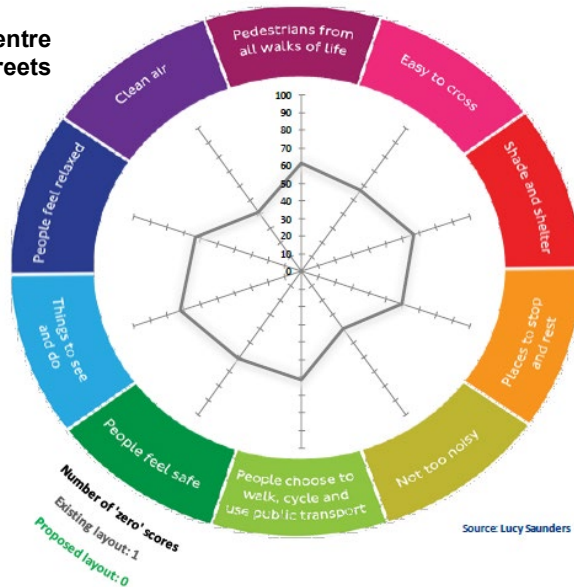 entre
reets
Pedestrians from
all walks of life
Easy to cross
Shade and shelter
Places to stop
and rest
Not too noisy
People choose to
walk, cycle and
use public transport
People feel safe
Things to see
and do
People feel relaxed
Clean air
100
90
80
70
60
50
40
30
20
10
0
Number of 'zero' scores
Existing layout: 1
Proposed layout: 0
Source: Lucy Saunders